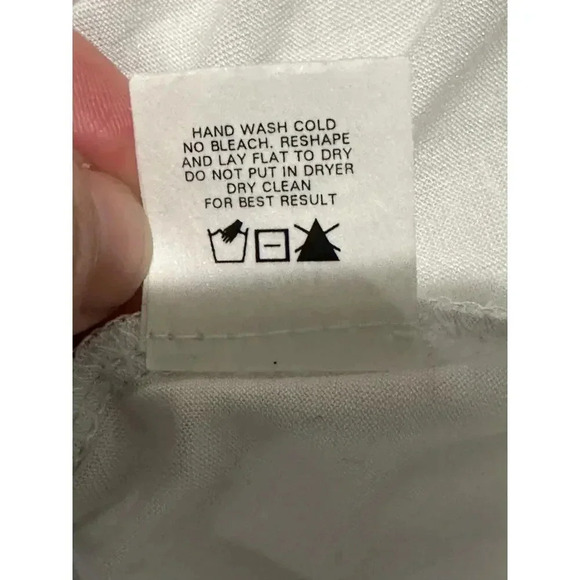 HAND WASH COLD
NO BLEACH. RESHAPE
AND LAY FLAT TO DRY
DO NOT PUT IN DRYER
DRY CLEAN
FOR BEST RESULT